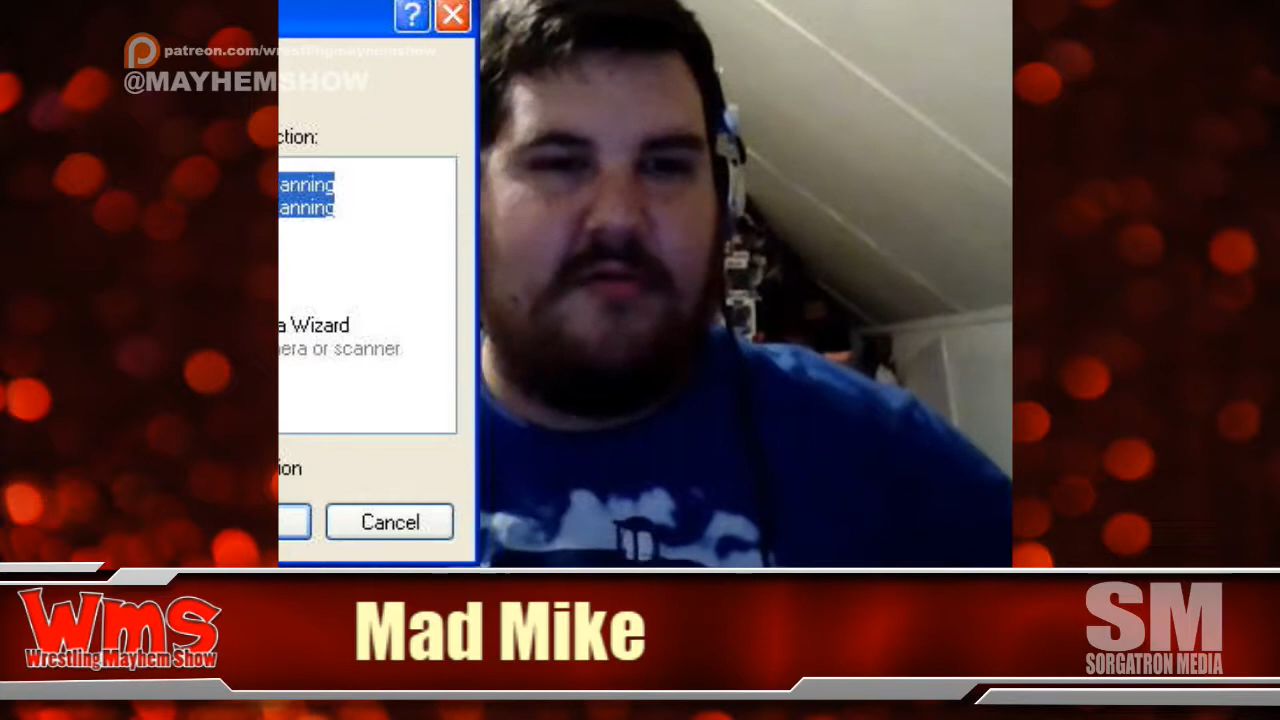 patreon.com/wrestlingmayhemshow
@MAYHEMSHOW
ction:
anning
anning
a Wizard
era or scanner
ion
Cancel
Wms
Wrestling Mayhem Show
Mad Mike
SM
SORGATRON MEDIA